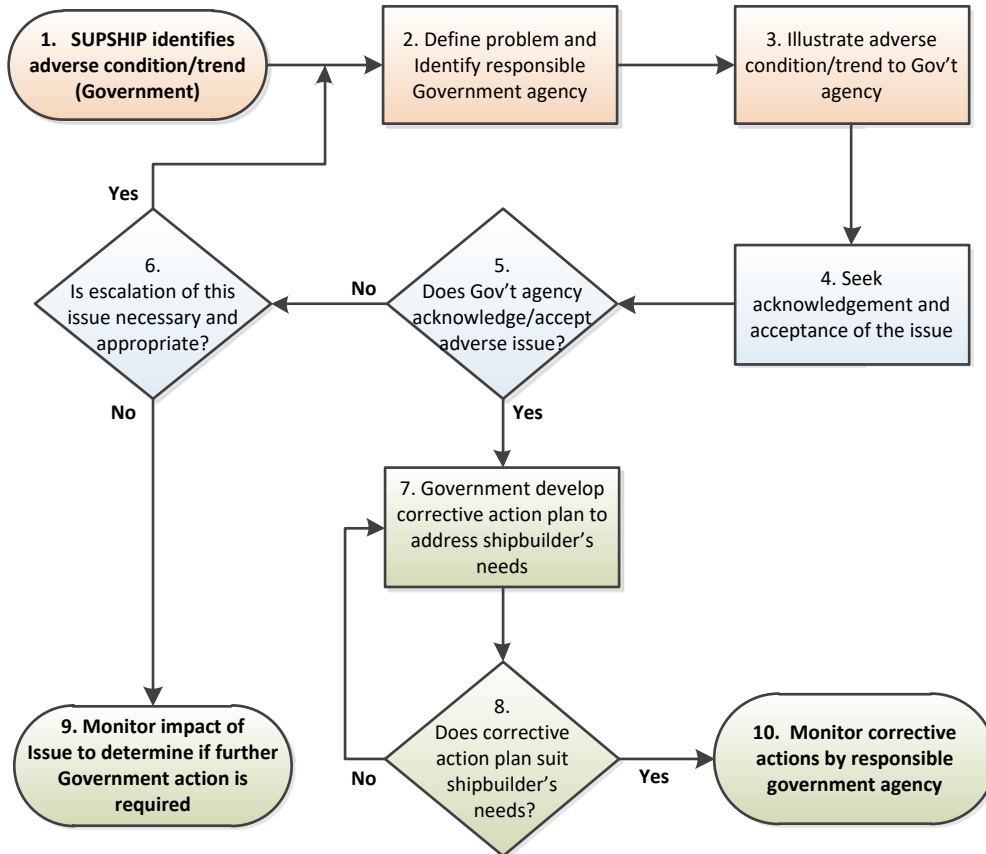 1.  SUPSHIP identifies
adverse condition/trend
(Government)
2. Define problem and
Identify responsible
Government agency
3. Illustrate adverse
condition/trend to Gov't
agency
Yes
6.
Is escalation of this
issue necessary and
appropriate?
No
5.
Does Gov't agency
acknowledge/accept
adverse issue?
4. Seek
acknowledgement and
acceptance of the issue
No
Yes
7. Government develop
corrective action plan to
address shipbuilder's
needs
9. Monitor impact of
Issue to determine if further
Government action is
required
No
8.
Does corrective
action plan suit
shipbuilder's
needs?
Yes
10.  Monitor corrective
actions by responsible
government agency